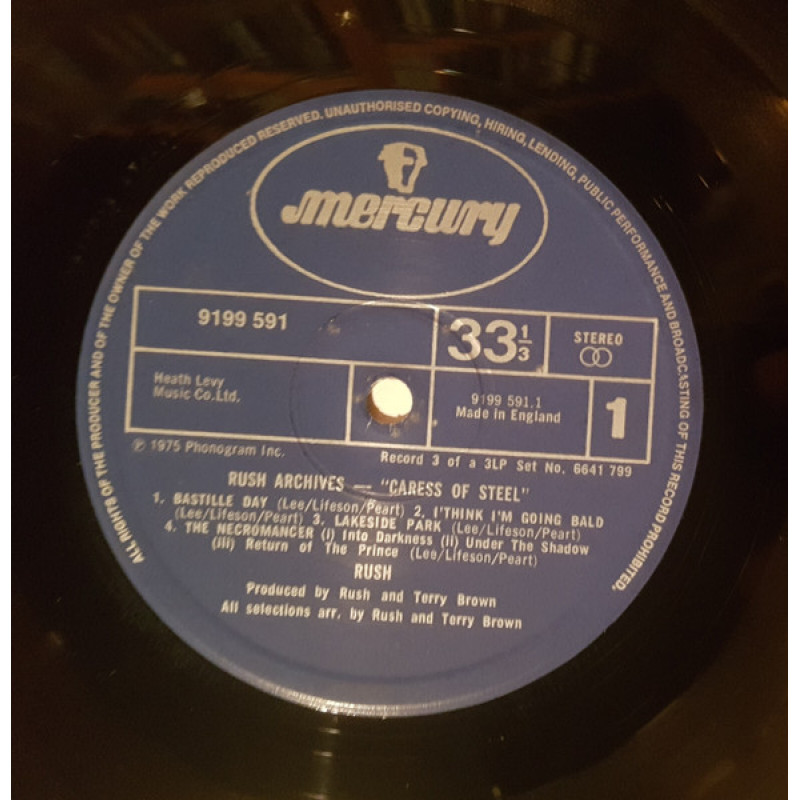 ALL RIGHTS OF THE PRODUCER AND OF THE OWNER OF THE WORK REPRODUCED RESERVED. UNAUTHORISED COPYING, HIRING, LENDING, PUBLIC PERFORMANCE AND BROADCASTING OF THIS RECORD PROHIBITED.
mercury
9199 591
33 1/3
STEREO
Heath Levy
Music Co.Ltd.
9199 591.1
Made in England
1
℗ 1975 Phonogram Inc.
Record 3 of a 3LP Set No. 6641 799
RUSH ARCHIVES — "CARESS OF STEEL"
1. BASTILLE DAY (Lee/Lifeson/Peart) 2. I'THINK I'M GOING BALD
(Lee/Lifeson/Peart) 3. LAKESIDE PARK (Lee/Lifeson/Peart)
4. THE NECROMANCER (I) Into Darkness (II) Under The Shadow
(III) Return of The Prince (Lee/Lifeson/Peart)
RUSH
Produced by Rush and Terry Brown
All selections arr. by Rush and Terry Brown